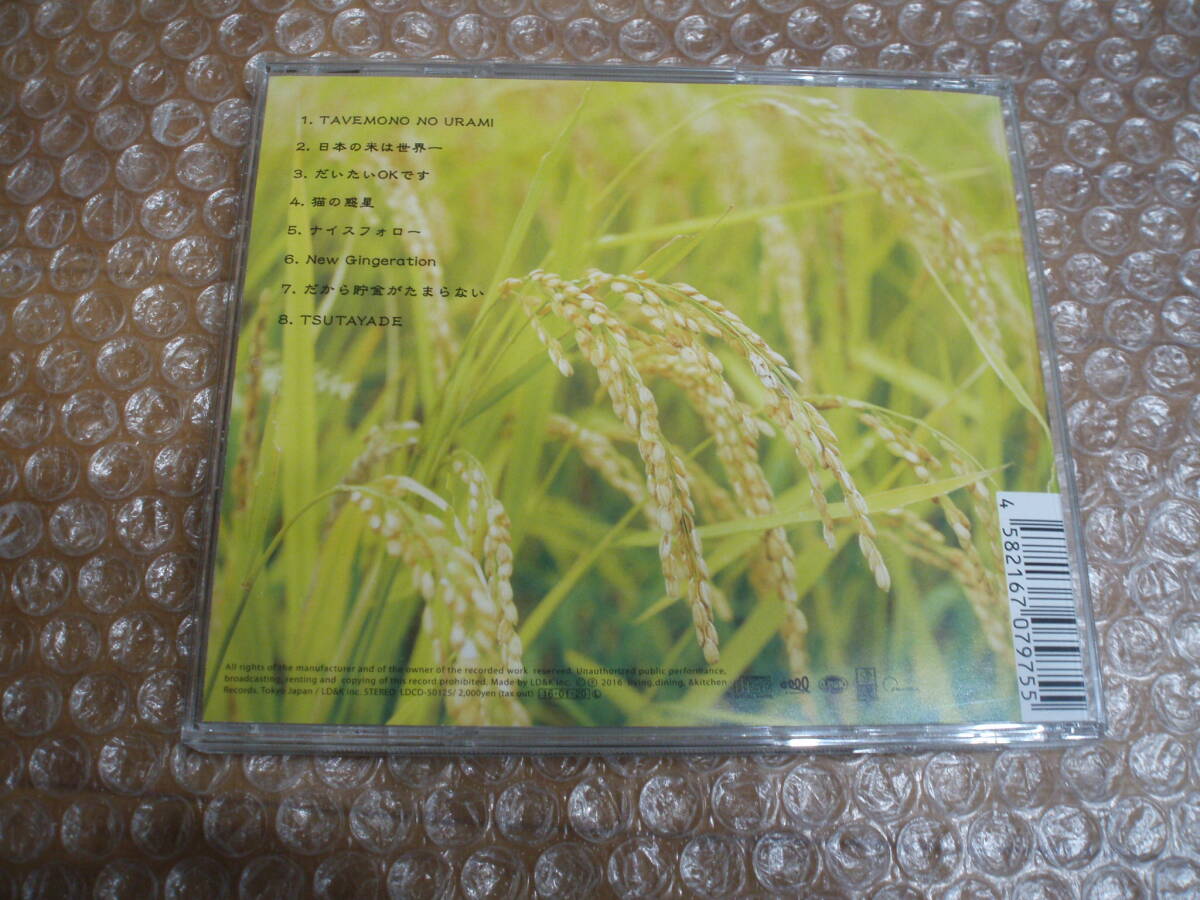 1. TAVEMONO NO URAMI
2. 日本の米は世界一
3. だいたいOKです
4. 猫の惑星
5. ナイスフォロー
6. New Gingeration
7. だから貯金がたまらない
8. TSUTAYADE
All rights of the manufacturer and of the owner of the recorded work reserved. Unauthorized public performance,
broadcasting, renting and copying of this record prohibited. Made by LD&K Inc. Ⓒ Ⓟ 2016 living,dining, &kitchen
Records, Tokyo Japan / LD&K Inc. STEREO LDCD-50125/ 2,000yen (tax out) 16·01·20 Ⓛ
4 582167 079755